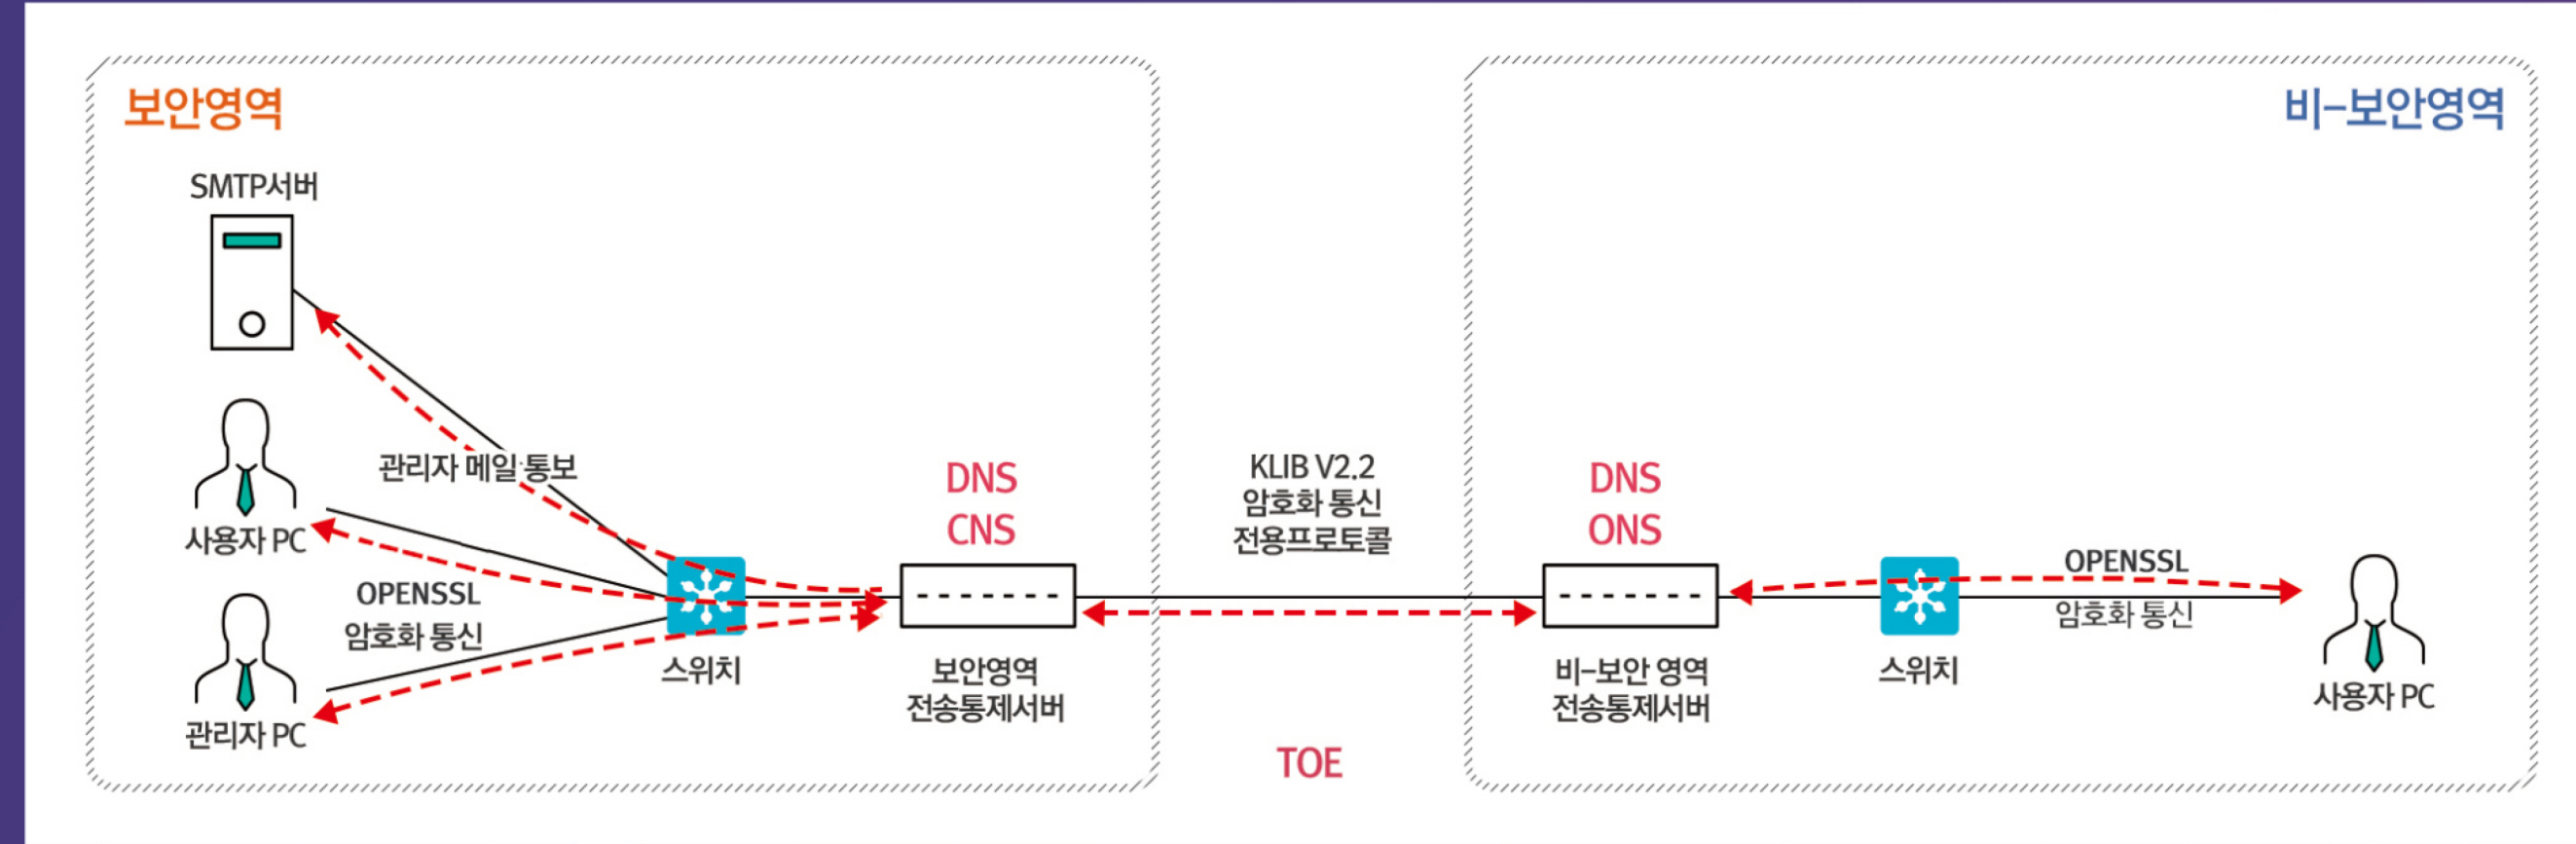 보안영역
비-보안영역
SMTP서버
관리자 메일 통보
사용자 PC
OPENSSL
암호화 통신
관리자 PC
스위치
DNS
CNS
보안영역
전송통제서버
KLIB V2.2
암호화 통신
전용프로토콜
TOE
DNS
ONS
비-보안 영역
전송통제서버
스위치
OPENSSL
암호화 통신
사용자 PC